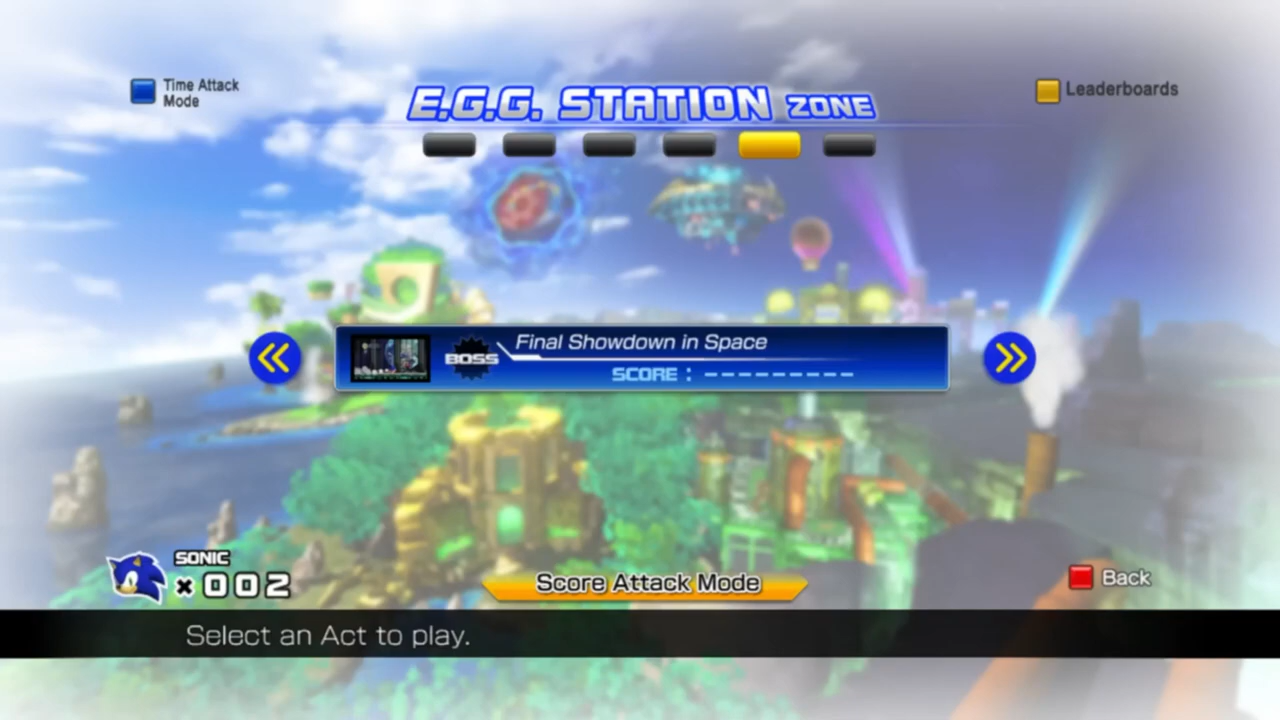 Time Attack
Mode
E.G.G. STATION ZONE
Leaderboards
BOSS
Final Showdown in Space
SCORE : ---------
SONIC
× 002
Score Attack Mode
Back
Select an Act to play.